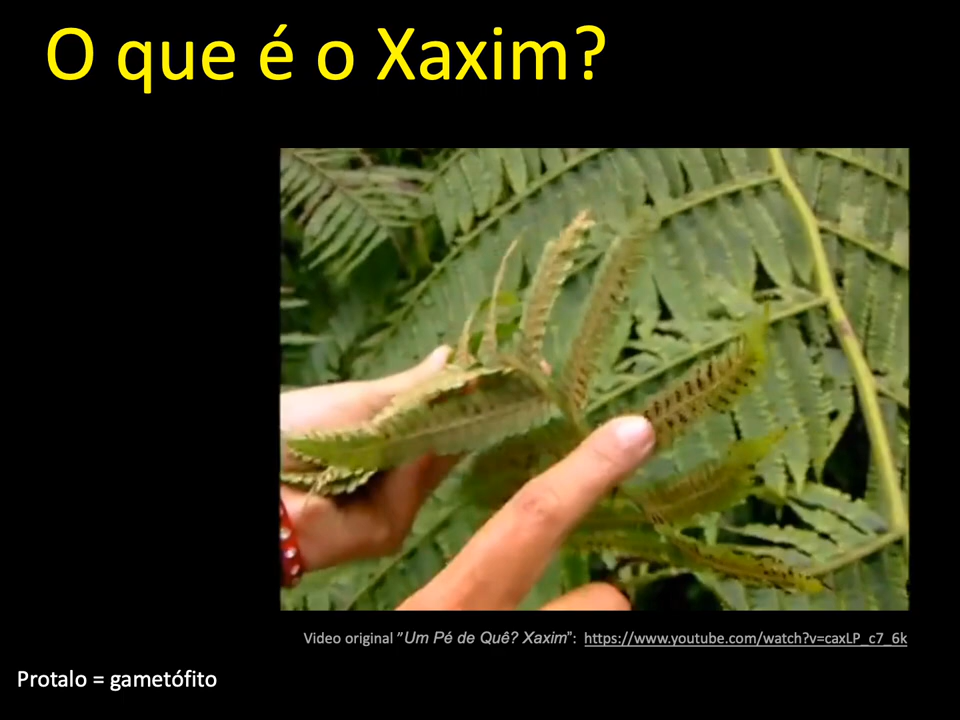 O que é o Xaxim?
Video original "Um Pé de Quê? Xaxim": https://www.youtube.com/watch?v=caxLP_c7_6k
Protalo = gametófito